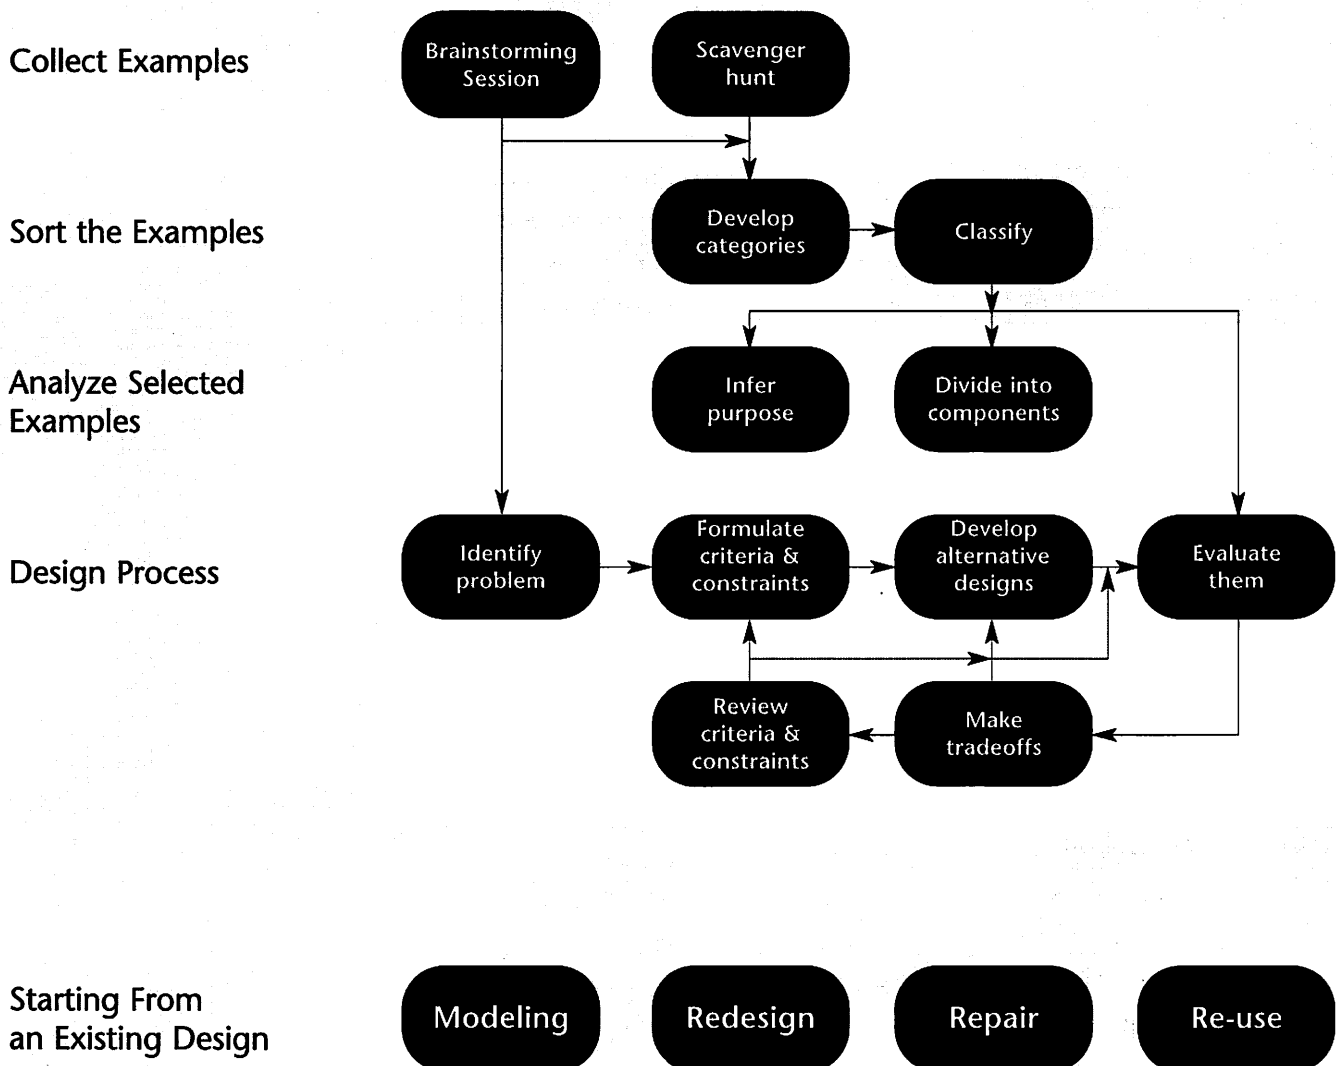 Collect Examples
Brainstorming
Session
Scavenger
hunt
Sort the Examples
Develop
categories
Classify
Analyze Selected
Examples
Infer
purpose
Divide into
components
Design Process
Identify
problem
Formulate
criteria &
constraints
Develop
alternative
designs
Evaluate
them
Review
criteria &
constraints
Make
tradeoffs
Starting From
an Existing Design
Modeling
Redesign
Repair
Re-use